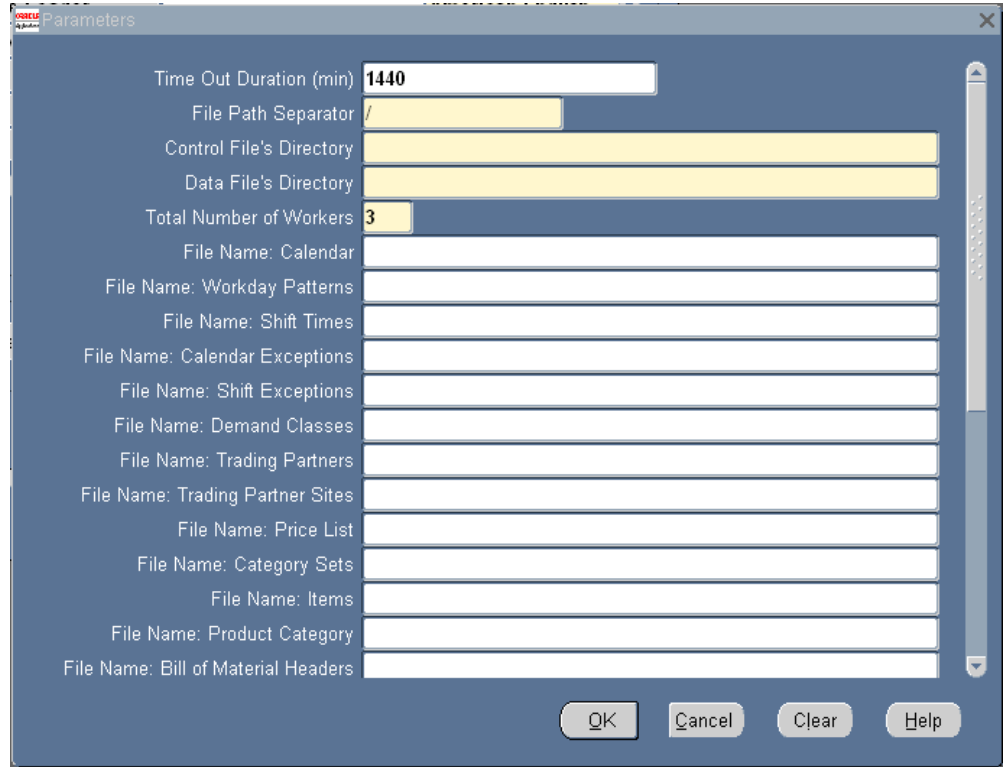 ORACLE
Parameters
Time Out Duration (min) 1440
File Path Separator /
Control File's Directory
Data File's Directory
Total Number of Workers 3
File Name: Calendar
File Name: Workday Patterns
File Name: Shift Times
File Name: Calendar Exceptions
File Name: Shift Exceptions
File Name: Demand Classes
File Name: Trading Partners
File Name: Trading Partner Sites
File Name: Price List
File Name: Category Sets
File Name: Items
File Name: Product Category
File Name: Bill of Material Headers
OK Cancel Clear Help